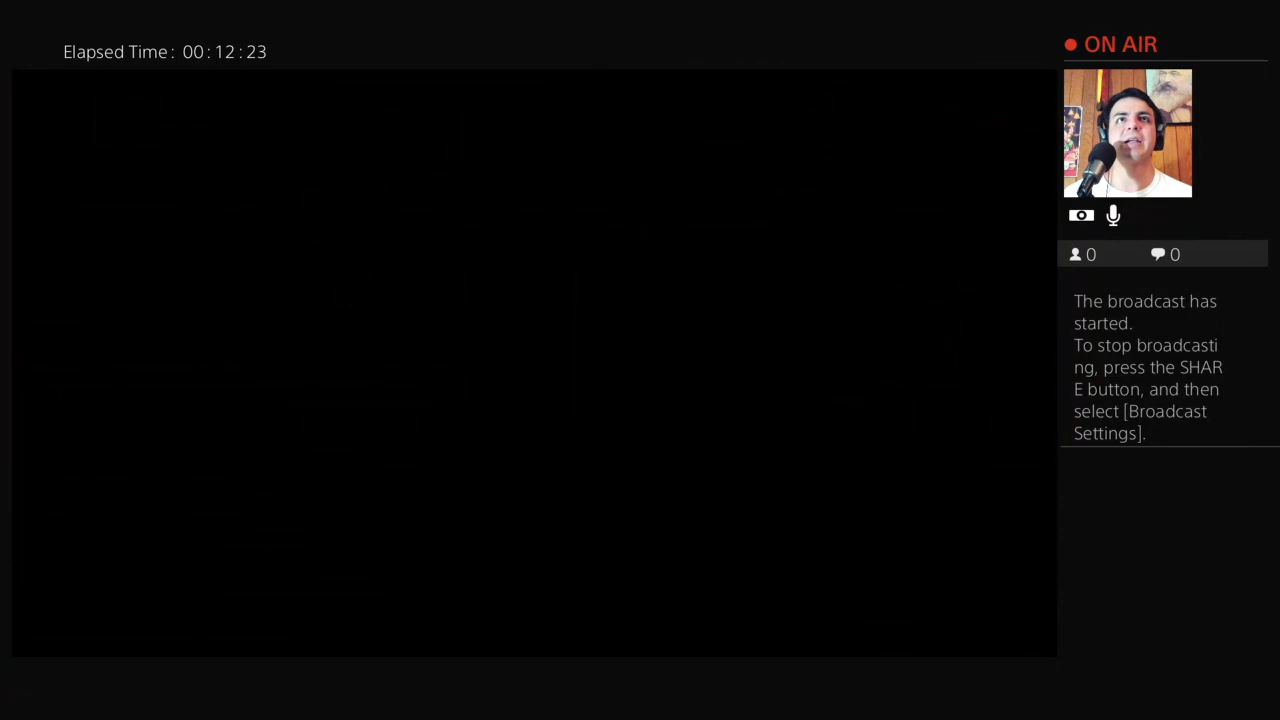 Elapsed Time: 00:12:23
ON AIR
0 0
The broadcast has
started.
To stop broadcasti
ng, press the SHAR
E button, and then
select [Broadcast
Settings].